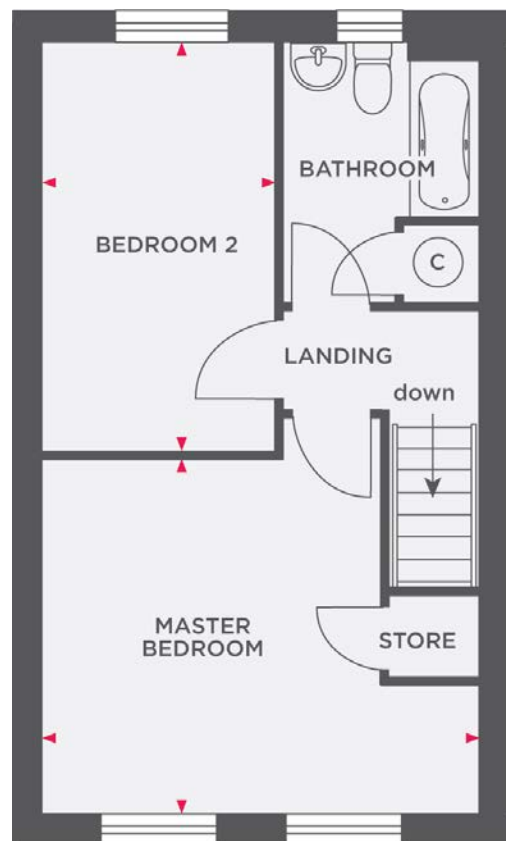 BATHROOM
BEDROOM 2
C
LANDING
down
MASTER
BEDROOM
STORE